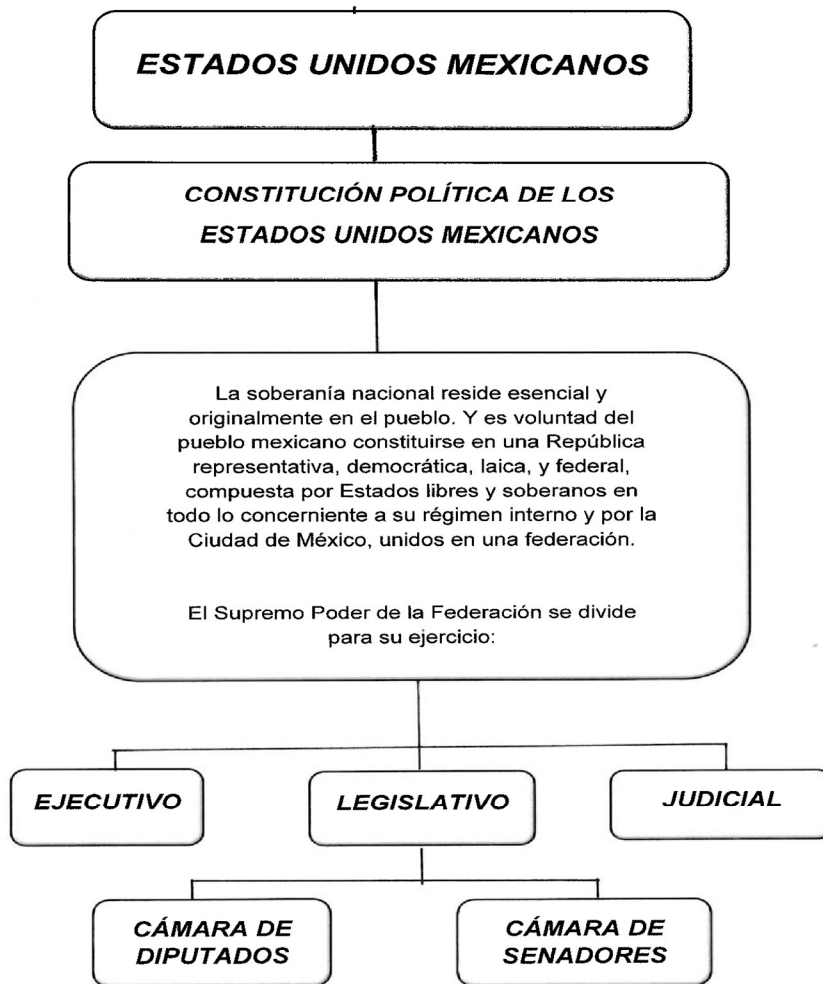 ESTADOS UNIDOS MEXICANOS
CONSTITUCIÓN POLÍTICA DE LOS
ESTADOS UNIDOS MEXICANOS
La soberanía nacional reside esencial y
originalmente en el pueblo. Y es voluntad del
pueblo mexicano constituirse en una República
representativa, democrática, laica, y federal,
compuesta por Estados libres y soberanos en
todo lo concerniente a su régimen interno y por la
Ciudad de México, unidos en una federación.
El Supremo Poder de la Federación se divide
para su ejercicio:
EJECUTIVO
LEGISLATIVO
JUDICIAL
CÁMARA DE
DIPUTADOS
CÁMARA DE
SENADORES